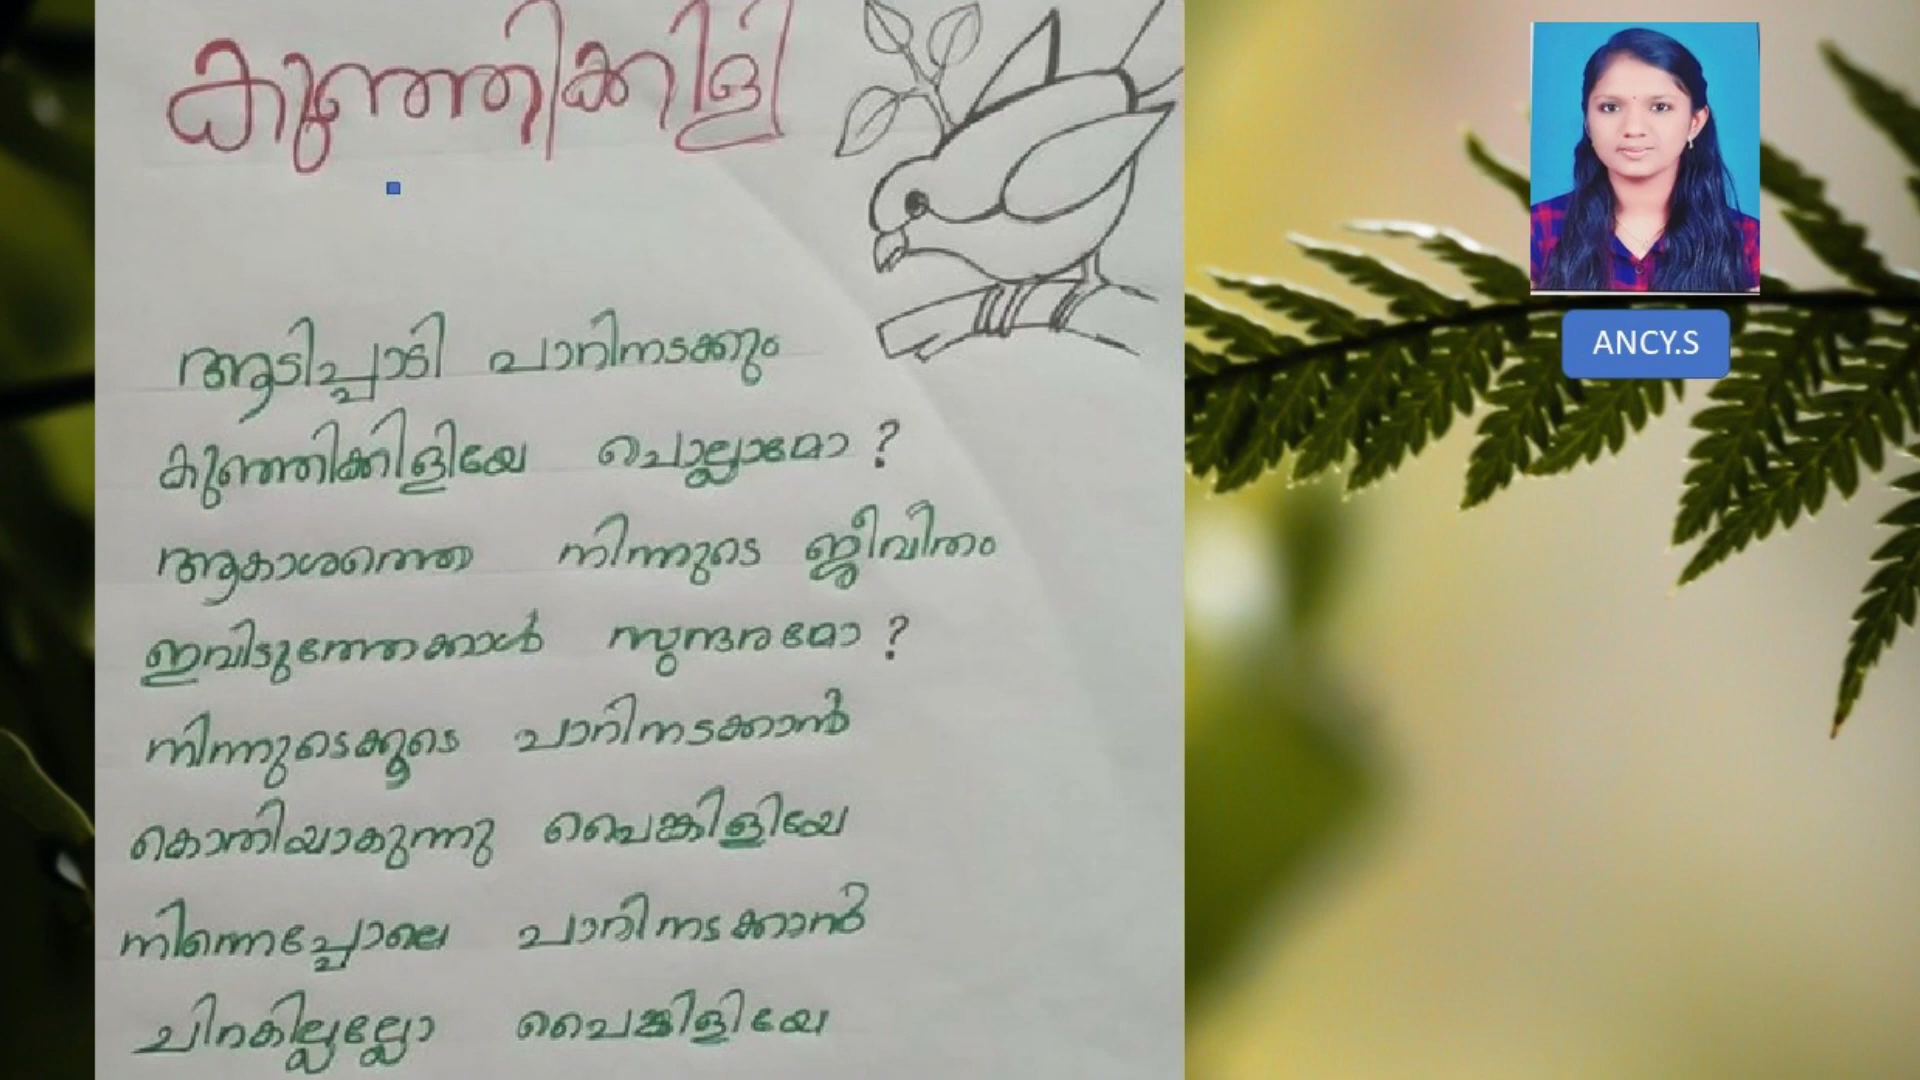 കുഞ്ഞിക്കിളി
ആടിപ്പാടി പാറിനടക്കും
കുഞ്ഞിക്കിളിയേ ചൊല്ലാമോ ?
ആകാശത്തെ നിന്നുടെ ജീവിതം
ഇവിടുത്തേക്കാൾ സുന്ദരമോ ?
നിന്നുടെക്കൂടെ പാറിനടക്കാൻ
കൊതിയാകുന്നു പൈങ്കിളിയേ
നിന്നെപ്പോലെ പാറിനടക്കാൻ
ചിറകില്ലല്ലോ പൈങ്കിളിയേ
ANCY.S